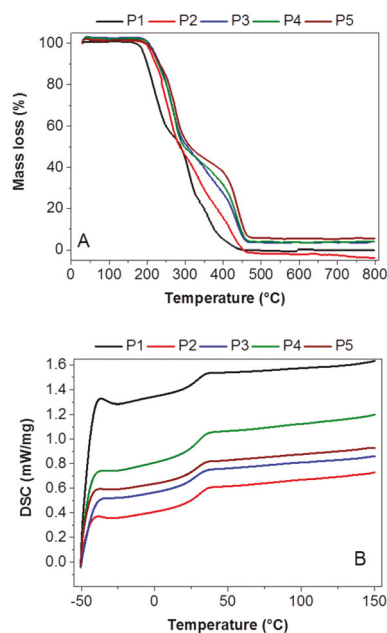 P1 P2 P3 P4 P5
100
80
60
40
20
0
Mass loss (%)
A
0 100 200 300 400 500 600 700 800
Temperature (°C)
P1 P2 P3 P4 P5
1.6
1.4
1.2
1.0
0.8
0.6
0.4
0.2
0.0
DSC (mW/mg)
B
-50 0 50 100 150
Temperature (°C)